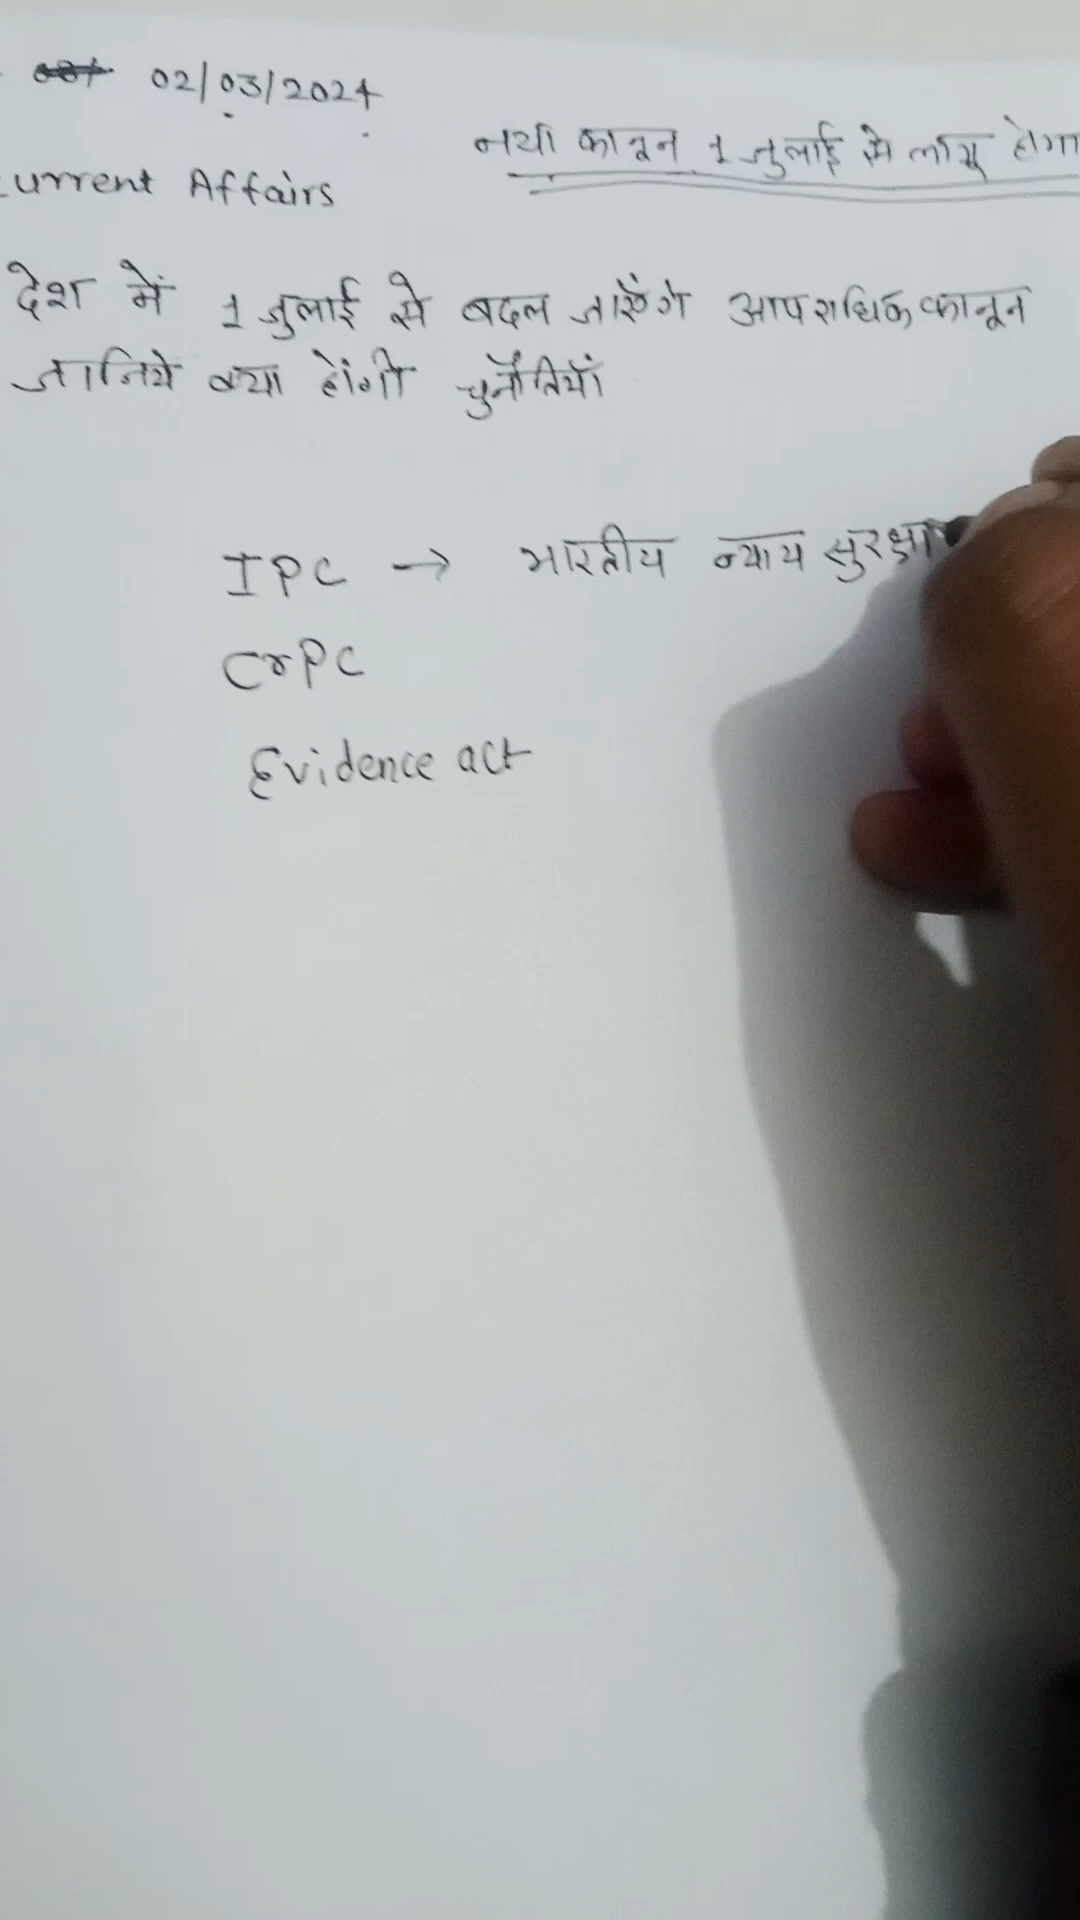 02/03/2024
नया कानून 1 जुलाई से लागू होगा
urrent Affairs
देश में 1 जुलाई से बदल जाएँगे आपराधिक कानून
जानिये क्या होंगी चुनौतियाँ
IPC → भारतीय न्याय सुरक्षा
CrPC
Evidence act